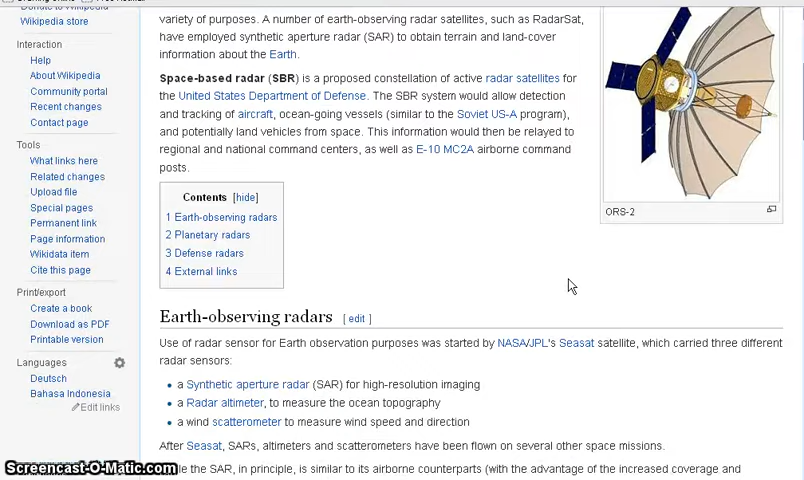 Wikipedia store
Interaction
Help
About Wikipedia
Community portal
Recent changes
Contact page
Tools
What links here
Related changes
Upload file
Special pages
Permanent link
Page information
Wikidata item
Cite this page
Print/export
Create a book
Download as PDF
Printable version
Languages
Deutsch
Bahasa Indonesia
Edit links
variety of purposes. A number of earth-observing radar satellites, such as RadarSat,
have employed synthetic aperture radar (SAR) to obtain terrain and land-cover
information about the Earth.
Space-based radar (SBR) is a proposed constellation of active radar satellites for
the United States Department of Defense. The SBR system would allow detection
and tracking of aircraft, ocean-going vessels (similar to the Soviet US-A program),
and potentially land vehicles from space. This information would then be relayed to
regional and national command centers, as well as E-10 MC2A airborne command
posts.
ORS-2
Contents [hide]
1 Earth-observing radars
2 Planetary radars
3 Defense radars
4 External links
Earth-observing radars [ edit ]
Use of radar sensor for Earth observation purposes was started by NASA/JPL's Seasat satellite, which carried three different
radar sensors:
• a Synthetic aperture radar (SAR) for high-resolution imaging
• a Radar altimeter, to measure the ocean topography
• a wind scatterometer to measure wind speed and direction
After Seasat, SARs, altimeters and scatterometers have been flown on several other space missions.
the SAR, in principle, is similar to its airborne counterparts (with the advantage of the increased coverage and
Screencast-O-Matic.com